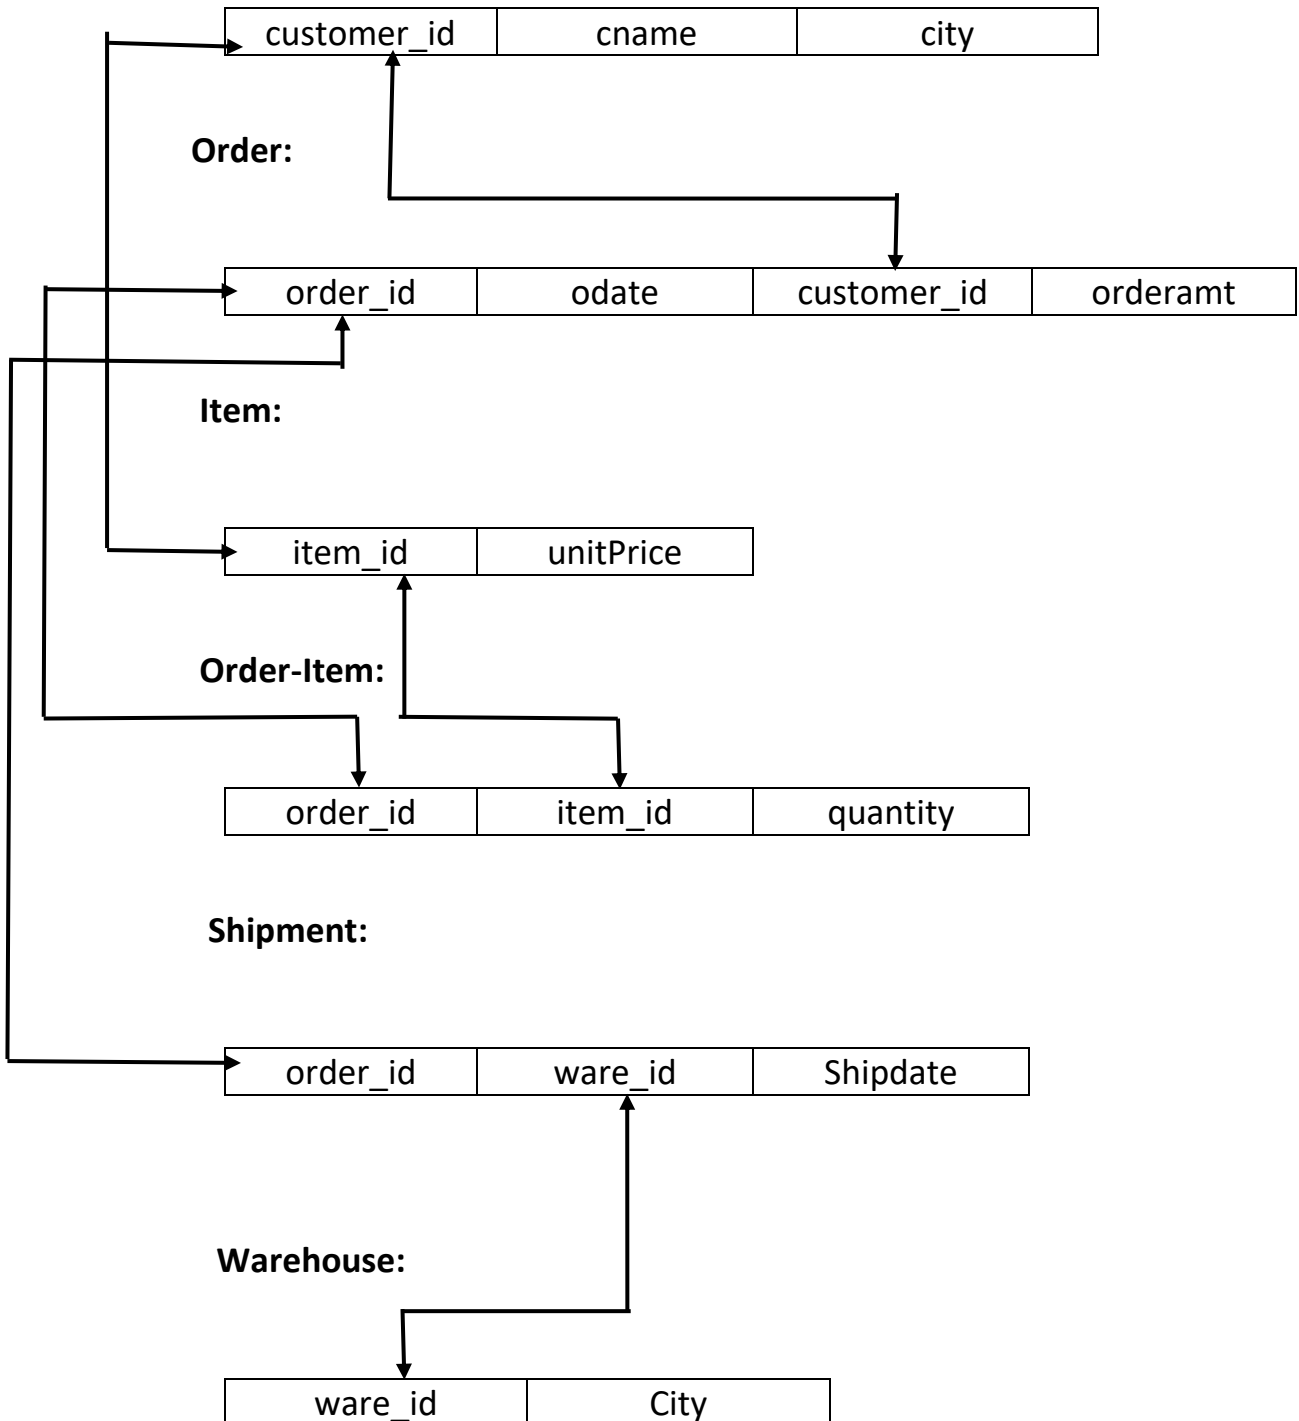 customer_id cname city
Order:
order_id odate customer_id orderamt
Item:
item_id unitPrice
Order-Item:
order_id item_id quantity
Shipment:
order_id ware_id Shipdate
Warehouse:
ware_id City